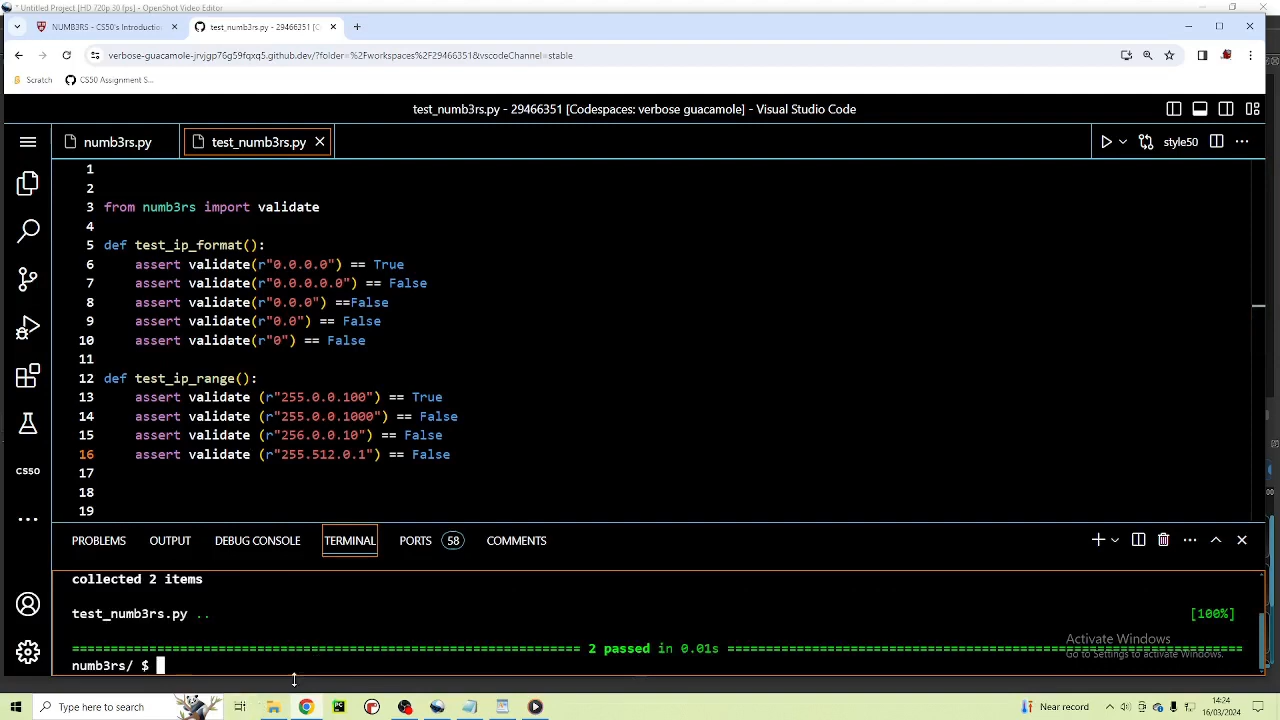 * Untitled Project [HD 720p 30 fps] - OpenShot Video Editor
NUMB3RS - CS50's Introduction
test_numb3rs.py - 29466351 [C
verbose-guacamole-jrvjgp76g59fqxq5.github.dev/?folder=%2Fworkspaces%2F29466351&vscodeChannel=stable
Scratch
CS50 Assignment S...
test_numb3rs.py - 29466351 [Codespaces: verbose guacamole] - Visual Studio Code
numb3rs.py
test_numb3rs.py
style50
1
2
3 from numb3rs import validate
4
5 def test_ip_format():
6 assert validate(r"0.0.0.0") == True
7 assert validate(r"0.0.0.0.0") == False
8 assert validate(r"0.0.0") ==False
9 assert validate(r"0.0") == False
10 assert validate(r"0") == False
11
12 def test_ip_range():
13 assert validate (r"255.0.0.100") == True
14 assert validate (r"255.0.0.1000") == False
15 assert validate (r"256.0.0.10") == False
16 assert validate (r"255.512.0.1") == False
17
18
19
CS50
PROBLEMS OUTPUT DEBUG CONSOLE TERMINAL PORTS 58 COMMENTS
collected 2 items
test_numb3rs.py .. [100%]
============================ 2 passed in 0.01s ============================
numb3rs/ $
Activate Windows
Go to Settings to activate Windows.
Type here to search
Near record
14:24
16/03/2024